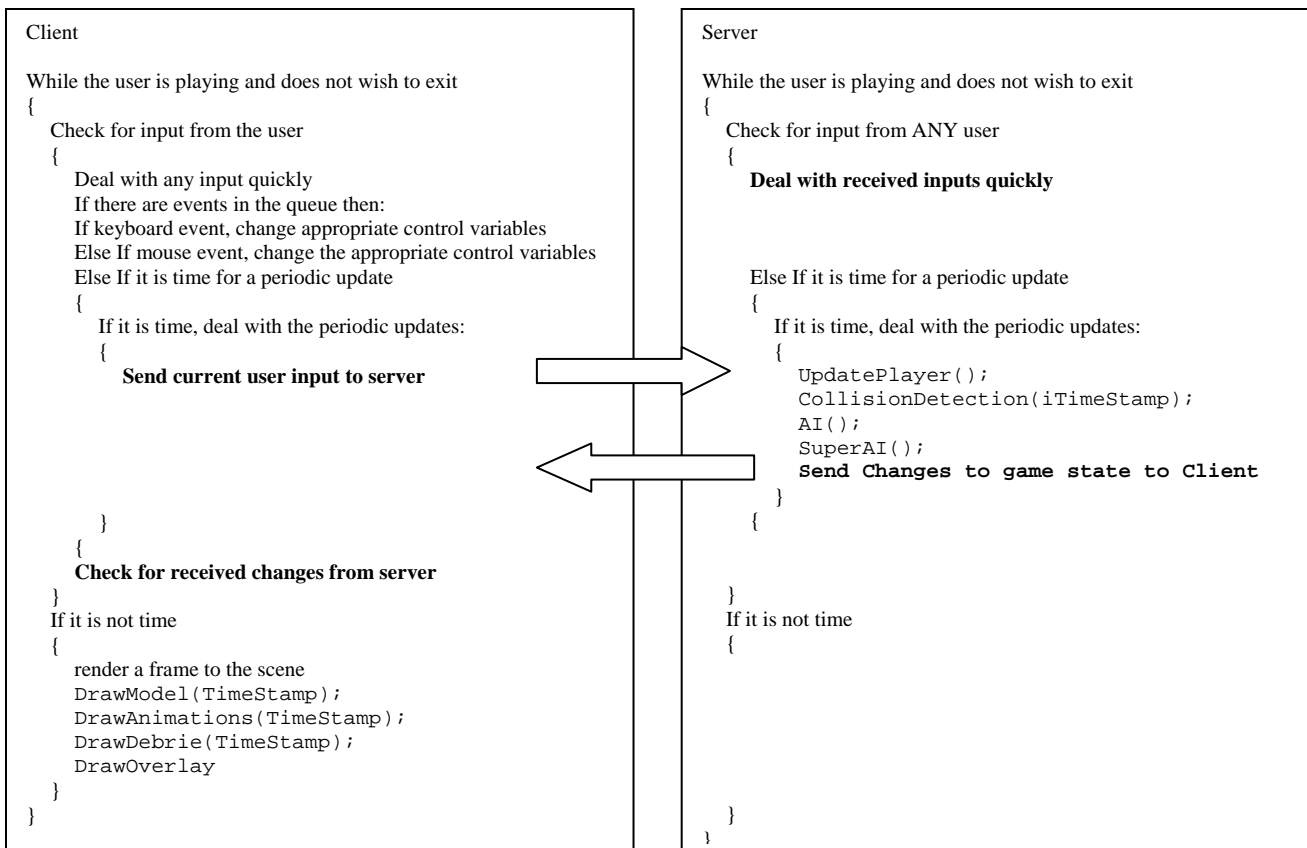 Client
While the user is playing and does not wish to exit
{
Check for input from the user
{
Deal with any input quickly
If there are events in the queue then:
If keyboard event, change appropriate control variables
Else If mouse event, change the appropriate control variables
Else If it is time for a periodic update
{
If it is time, deal with the periodic updates:
{
Send current user input to server
}
{
Check for received changes from server
}
If it is not time
{
render a frame to the scene
DrawModel(TimeStamp);
DrawAnimations(TimeStamp);
DrawDebrie(TimeStamp);
DrawOverlay
}
}
Server
While the user is playing and does not wish to exit
{
Check for input from ANY user
{
Deal with received inputs quickly
Else If it is time for a periodic update
{
If it is time, deal with the periodic updates:
{
UpdatePlayer();
CollisionDetection(iTimeStamp);
AI();
SuperAI();
Send Changes to game state to Client
}
{
}
If it is not time
{
}
}